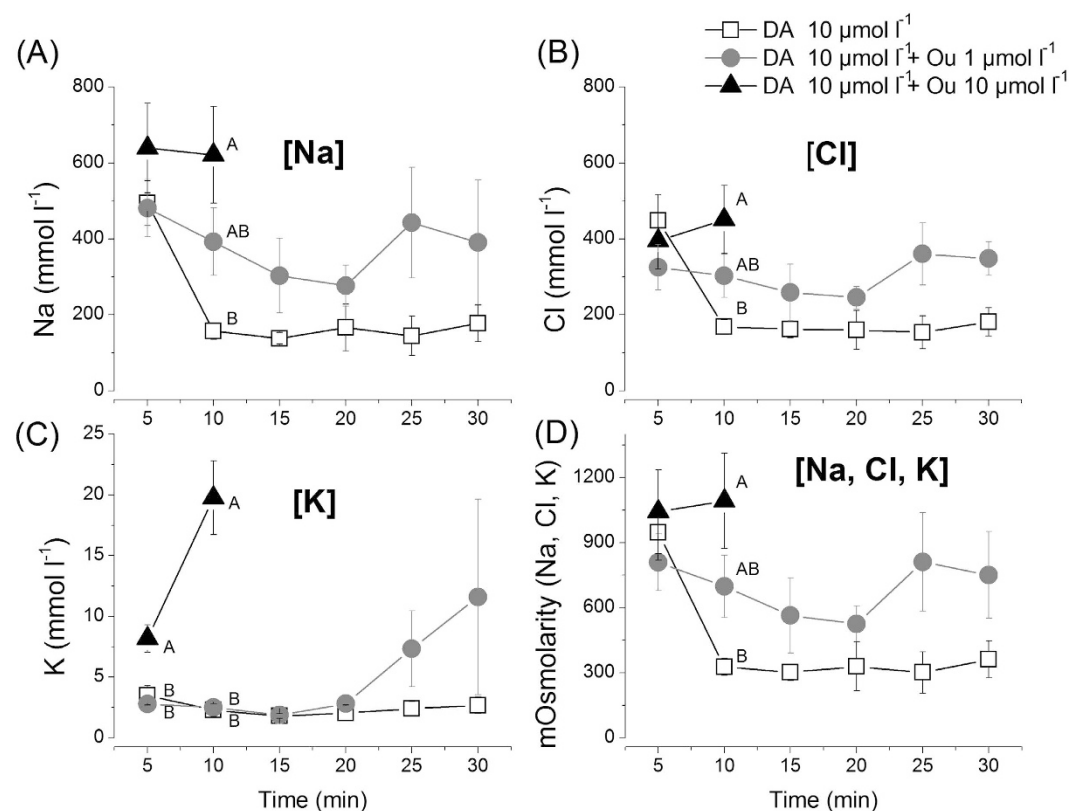 DA 10 µmol l⁻¹
DA 10 µmol l⁻¹+ Ou 1 µmol l⁻¹
DA 10 µmol l⁻¹+ Ou 10 µmol l⁻¹
(A)
[Na]
Na (mmol l⁻¹)
800
600
400
200
0
5 10 15 20 25 30
A
AB
B
(B)
[Cl]
Cl (mmol l⁻¹)
800
600
400
200
0
5 10 15 20 25 30
A
AB
B
(C)
[K]
K (mmol l⁻¹)
25
20
15
10
5
0
5 10 15 20 25 30
Time (min)
A
A
B
B
B
B
(D)
[Na, Cl, K]
mOsmolarity (Na, Cl, K)
1200
900
600
300
0
5 10 15 20 25 30
Time (min)
A
AB
B